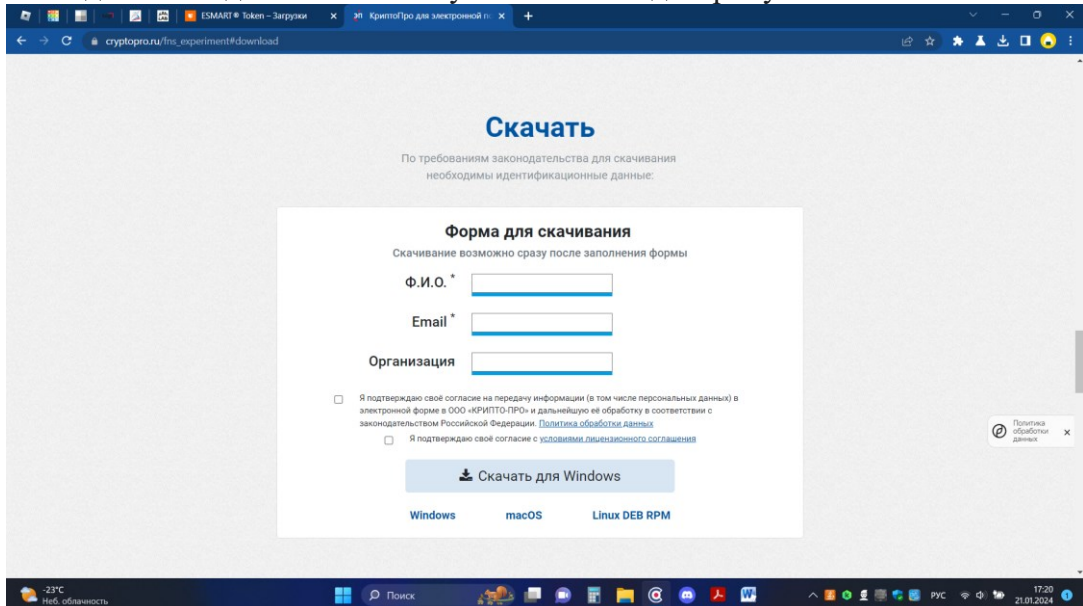 ESMART® Token – Загрузки
КриптоПро для электронной п
cryptopro.ru/fns_experiment#download
Скачать
По требованиям законодательства для скачивания
необходимы идентификационные данные:
Форма для скачивания
Скачивание возможно сразу после заполнения формы
Ф.И.О. *
Email *
Организация
Я подтверждаю своё согласие на передачу информации (в том числе персональных данных) в
электронной форме в ООО «КРИПТО-ПРО» и дальнейшую её обработку в соответствии с
законодательством Российской Федерации. Политика обработки данных
Я подтверждаю своё согласие с условиями лицензионного соглашения
Политика
обработки
данных
Скачать для Windows
Windows macOS Linux DEB RPM
-23°C
Неб. облачность
Поиск
РУС
17:20
21.01.2024
1